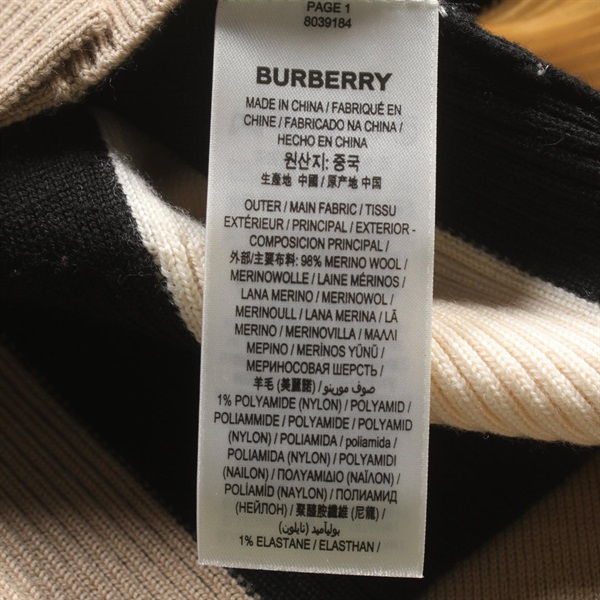 PAGE 1
8039184
BURBERRY
MADE IN CHINA / FABRIQUÉ EN
CHINE / FABRICADO NA CHINA /
HECHO EN CHINA
원산지: 중국
生產地 中國 / 原产地 中国
OUTER / MAIN FABRIC / TISSU
EXTÉRIEUR / PRINCIPAL / EXTERIOR -
COMPOSICION PRINCIPAL /
外部/主要布料: 98% MERINO WOOL /
MERINOWOLLE / LAINE MÉRINOS /
LANA MERINO / MERINOWOL /
MERINOULL / LANA MERINA / LÃ
MERINO / MERINOVILLA / ΜΑΛΛΙ
ΜΕΡΙΝΟ / MERİNOS YÜNÜ /
МЕРИНОСОВАЯ ШЕРСТЬ /
羊毛 (美麗諾) / صوف مورينو /
1% POLYAMIDE (NYLON) / POLYAMID /
POLIAMMIDE / POLYAMIDE / POLYAMID
(NYLON) / POLIAMIDA / poliamida /
POLIAMIDA (NYLON) / POLYAMIDI
(NAILON) / ΠΟΛΥΑΜΙΔΙΟ (ΝΑΪΛΟΝ) /
POLİAMİD (NAYLON) / ПОЛИАМИД
(НЕЙЛОН) / 聚醯胺纖維 (尼龍) /
بوليأميد (نايلون) /
1% ELASTANE / ELASTHAN /